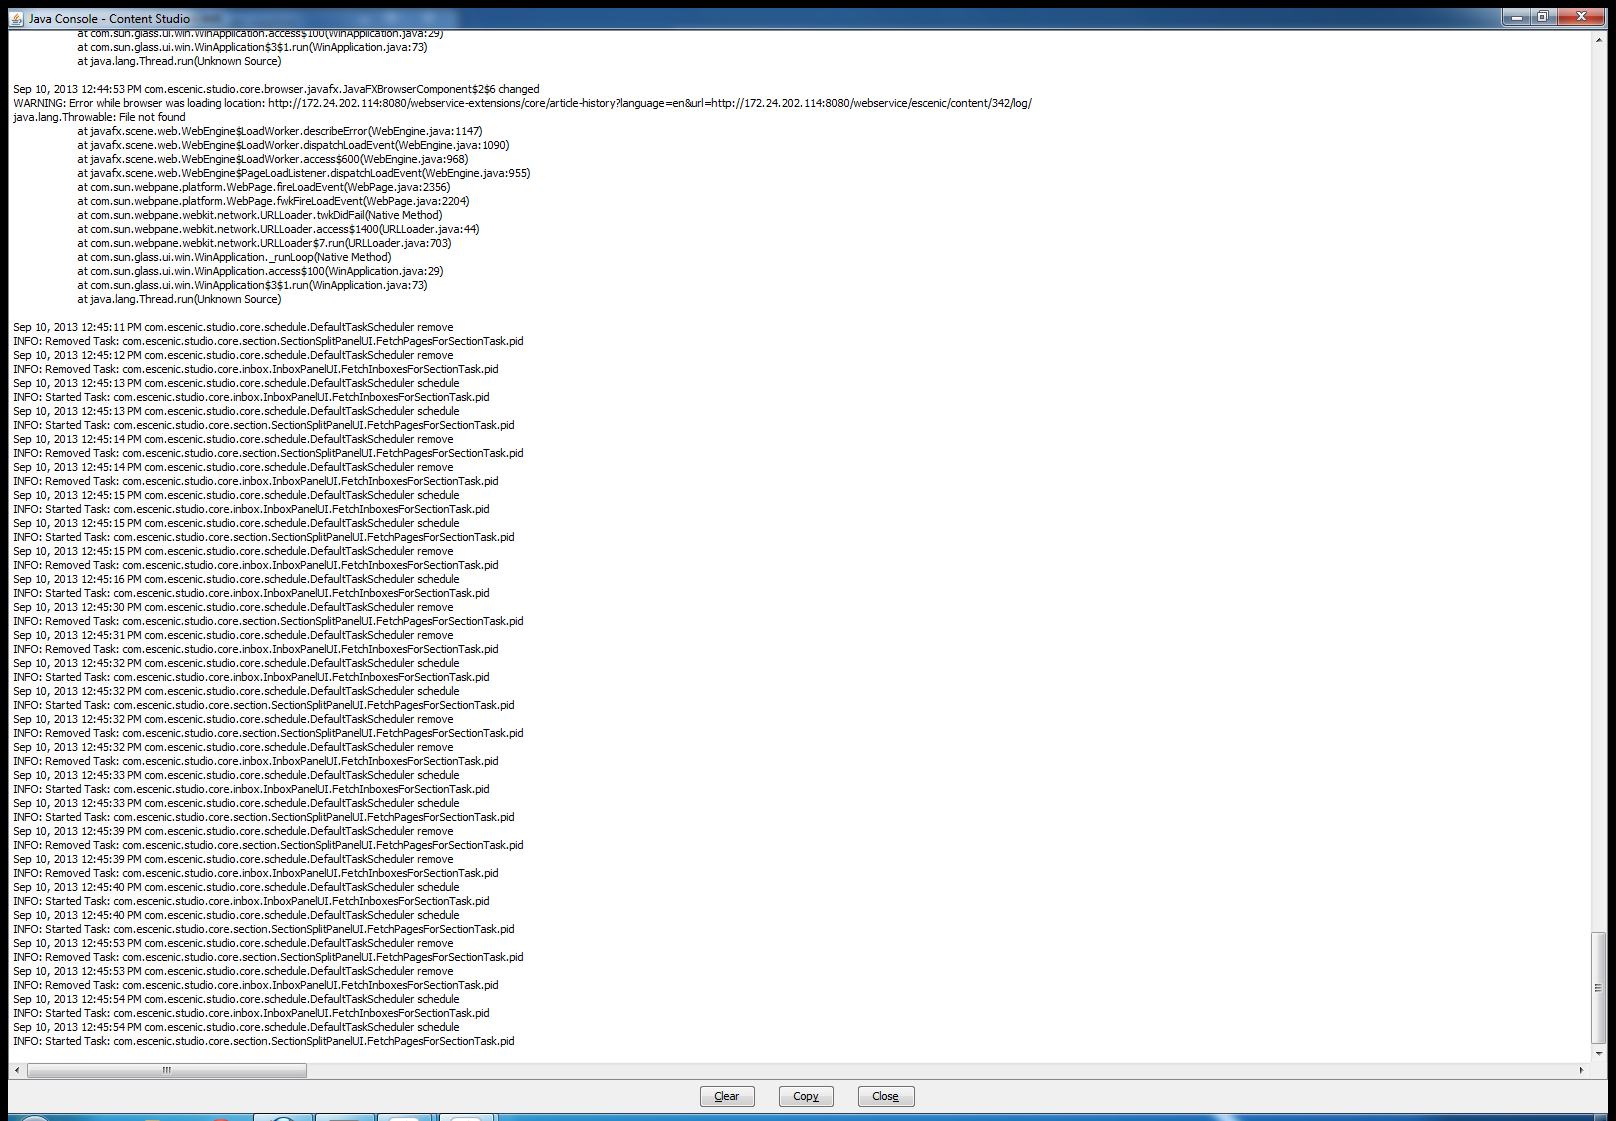 Java Console - Content Studio
at com.sun.glass.ui.win.WinApplication.access$100(WinApplication.java:29)
at com.sun.glass.ui.win.WinApplication$3$1.run(WinApplication.java:73)
at java.lang.Thread.run(Unknown Source)
Sep 10, 2013 12:44:53 PM com.escenic.studio.core.browser.javafx.JavaFXBrowserComponent$2$6 changed
WARNING: Error while browser was loading location: http://172.24.202.114:8080/webservice-extensions/core/article-history?language=en&url=http://172.24.202.114:8080/webservice/escenic/content/342/log/
java.lang.Throwable: File not found
at javafx.scene.web.WebEngine$LoadWorker.describeError(WebEngine.java:1147)
at javafx.scene.web.WebEngine$LoadWorker.dispatchLoadEvent(WebEngine.java:1090)
at javafx.scene.web.WebEngine$LoadWorker.access$600(WebEngine.java:968)
at javafx.scene.web.WebEngine$PageLoadListener.dispatchLoadEvent(WebEngine.java:955)
at com.sun.webpane.platform.WebPage.fireLoadEvent(WebPage.java:2356)
at com.sun.webpane.platform.WebPage.fwkFireLoadEvent(WebPage.java:2204)
at com.sun.webpane.webkit.network.URLLoader.twkDidFail(Native Method)
at com.sun.webpane.webkit.network.URLLoader.access$1400(URLLoader.java:44)
at com.sun.webpane.webkit.network.URLLoader$7.run(URLLoader.java:703)
at com.sun.glass.ui.win.WinApplication._runLoop(Native Method)
at com.sun.glass.ui.win.WinApplication.access$100(WinApplication.java:29)
at com.sun.glass.ui.win.WinApplication$3$1.run(WinApplication.java:73)
at java.lang.Thread.run(Unknown Source)
Sep 10, 2013 12:45:11 PM com.escenic.studio.core.schedule.DefaultTaskScheduler remove
INFO: Removed Task: com.escenic.studio.core.section.SectionSplitPanelUI.FetchPagesForSectionTask.pid
Sep 10, 2013 12:45:12 PM com.escenic.studio.core.schedule.DefaultTaskScheduler remove
INFO: Removed Task: com.escenic.studio.core.inbox.InboxPanelUI.FetchInboxesForSectionTask.pid
Sep 10, 2013 12:45:13 PM com.escenic.studio.core.schedule.DefaultTaskScheduler schedule
INFO: Started Task: com.escenic.studio.core.inbox.InboxPanelUI.FetchInboxesForSectionTask.pid
Sep 10, 2013 12:45:13 PM com.escenic.studio.core.schedule.DefaultTaskScheduler schedule
INFO: Started Task: com.escenic.studio.core.section.SectionSplitPanelUI.FetchPagesForSectionTask.pid
Sep 10, 2013 12:45:14 PM com.escenic.studio.core.schedule.DefaultTaskScheduler remove
INFO: Removed Task: com.escenic.studio.core.section.SectionSplitPanelUI.FetchPagesForSectionTask.pid
Sep 10, 2013 12:45:14 PM com.escenic.studio.core.schedule.DefaultTaskScheduler remove
INFO: Removed Task: com.escenic.studio.core.inbox.InboxPanelUI.FetchInboxesForSectionTask.pid
Sep 10, 2013 12:45:15 PM com.escenic.studio.core.schedule.DefaultTaskScheduler schedule
INFO: Started Task: com.escenic.studio.core.inbox.InboxPanelUI.FetchInboxesForSectionTask.pid
Sep 10, 2013 12:45:15 PM com.escenic.studio.core.schedule.DefaultTaskScheduler schedule
INFO: Started Task: com.escenic.studio.core.section.SectionSplitPanelUI.FetchPagesForSectionTask.pid
Sep 10, 2013 12:45:15 PM com.escenic.studio.core.schedule.DefaultTaskScheduler remove
INFO: Removed Task: com.escenic.studio.core.inbox.InboxPanelUI.FetchInboxesForSectionTask.pid
Sep 10, 2013 12:45:16 PM com.escenic.studio.core.schedule.DefaultTaskScheduler schedule
INFO: Started Task: com.escenic.studio.core.inbox.InboxPanelUI.FetchInboxesForSectionTask.pid
Sep 10, 2013 12:45:30 PM com.escenic.studio.core.schedule.DefaultTaskScheduler remove
INFO: Removed Task: com.escenic.studio.core.section.SectionSplitPanelUI.FetchPagesForSectionTask.pid
Sep 10, 2013 12:45:31 PM com.escenic.studio.core.schedule.DefaultTaskScheduler remove
INFO: Removed Task: com.escenic.studio.core.inbox.InboxPanelUI.FetchInboxesForSectionTask.pid
Sep 10, 2013 12:45:32 PM com.escenic.studio.core.schedule.DefaultTaskScheduler schedule
INFO: Started Task: com.escenic.studio.core.inbox.InboxPanelUI.FetchInboxesForSectionTask.pid
Sep 10, 2013 12:45:32 PM com.escenic.studio.core.schedule.DefaultTaskScheduler schedule
INFO: Started Task: com.escenic.studio.core.section.SectionSplitPanelUI.FetchPagesForSectionTask.pid
Sep 10, 2013 12:45:32 PM com.escenic.studio.core.schedule.DefaultTaskScheduler remove
INFO: Removed Task: com.escenic.studio.core.section.SectionSplitPanelUI.FetchPagesForSectionTask.pid
Sep 10, 2013 12:45:32 PM com.escenic.studio.core.schedule.DefaultTaskScheduler remove
INFO: Removed Task: com.escenic.studio.core.inbox.InboxPanelUI.FetchInboxesForSectionTask.pid
Sep 10, 2013 12:45:33 PM com.escenic.studio.core.schedule.DefaultTaskScheduler schedule
INFO: Started Task: com.escenic.studio.core.inbox.InboxPanelUI.FetchInboxesForSectionTask.pid
Sep 10, 2013 12:45:33 PM com.escenic.studio.core.schedule.DefaultTaskScheduler schedule
INFO: Started Task: com.escenic.studio.core.section.SectionSplitPanelUI.FetchPagesForSectionTask.pid
Sep 10, 2013 12:45:39 PM com.escenic.studio.core.schedule.DefaultTaskScheduler remove
INFO: Removed Task: com.escenic.studio.core.section.SectionSplitPanelUI.FetchPagesForSectionTask.pid
Sep 10, 2013 12:45:39 PM com.escenic.studio.core.schedule.DefaultTaskScheduler remove
INFO: Removed Task: com.escenic.studio.core.inbox.InboxPanelUI.FetchInboxesForSectionTask.pid
Sep 10, 2013 12:45:40 PM com.escenic.studio.core.schedule.DefaultTaskScheduler schedule
INFO: Started Task: com.escenic.studio.core.inbox.InboxPanelUI.FetchInboxesForSectionTask.pid
Sep 10, 2013 12:45:40 PM com.escenic.studio.core.schedule.DefaultTaskScheduler schedule
INFO: Started Task: com.escenic.studio.core.section.SectionSplitPanelUI.FetchPagesForSectionTask.pid
Sep 10, 2013 12:45:53 PM com.escenic.studio.core.schedule.DefaultTaskScheduler remove
INFO: Removed Task: com.escenic.studio.core.section.SectionSplitPanelUI.FetchPagesForSectionTask.pid
Sep 10, 2013 12:45:53 PM com.escenic.studio.core.schedule.DefaultTaskScheduler remove
INFO: Removed Task: com.escenic.studio.core.inbox.InboxPanelUI.FetchInboxesForSectionTask.pid
Sep 10, 2013 12:45:54 PM com.escenic.studio.core.schedule.DefaultTaskScheduler schedule
INFO: Started Task: com.escenic.studio.core.inbox.InboxPanelUI.FetchInboxesForSectionTask.pid
Sep 10, 2013 12:45:54 PM com.escenic.studio.core.schedule.DefaultTaskScheduler schedule
INFO: Started Task: com.escenic.studio.core.section.SectionSplitPanelUI.FetchPagesForSectionTask.pid
Clear Copy Close